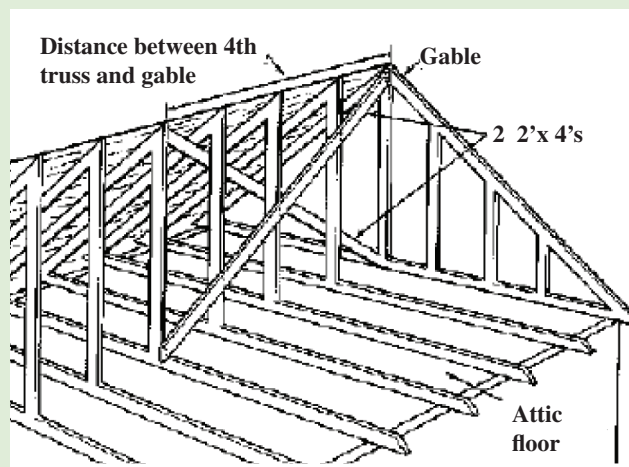 Distance between 4th
truss and gable
Gable
2  2’x 4’s
Attic
floor